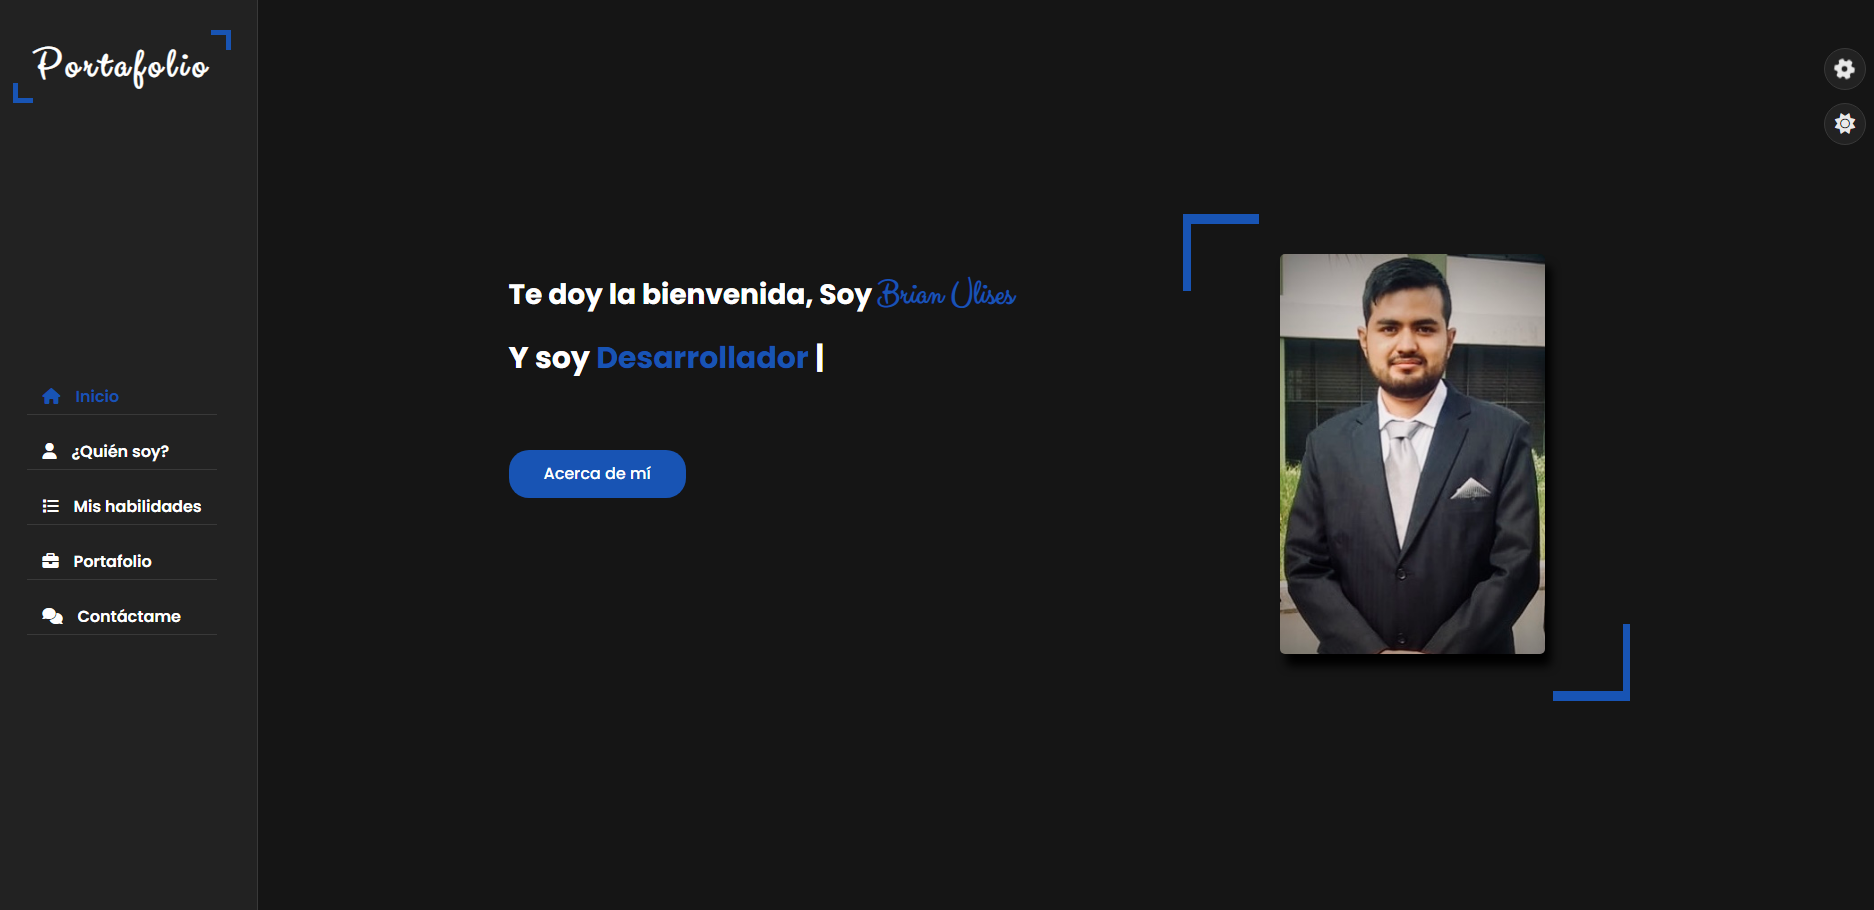 Portafolio
Inicio
¿Quién soy?
Mis habilidades
Portafolio
Contáctame
Te doy la bienvenida, Soy Brian Ulises
Y soy Desarrollador |
Acerca de mí